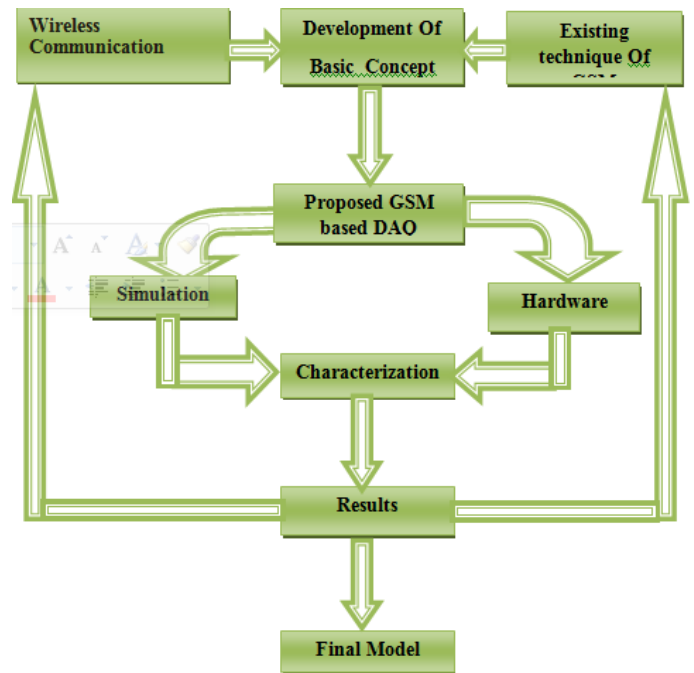 Wireless
Communication
Development Of
Basic Concept
Existing
technique Of
Proposed GSM
based DAQ
Simulation
Hardware
Characterization
Results
Final Model